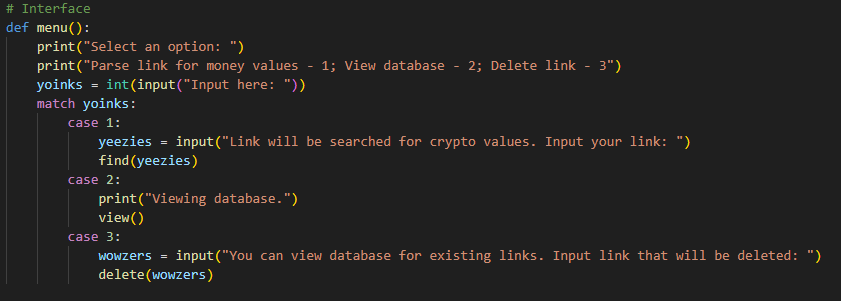 # Interface
def menu():
    print("Select an option: ")
    print("Parse link for money values - 1; View database - 2; Delete link - 3")
    yoinks = int(input("Input here: "))
    match yoinks:
        case 1:
            yeezies = input("Link will be searched for crypto values. Input your link: ")
            find(yeezies)
        case 2:
            print("Viewing database.")
            view()
        case 3:
            wowzers = input("You can view database for existing links. Input link that will be deleted: ")
            delete(wowzers)